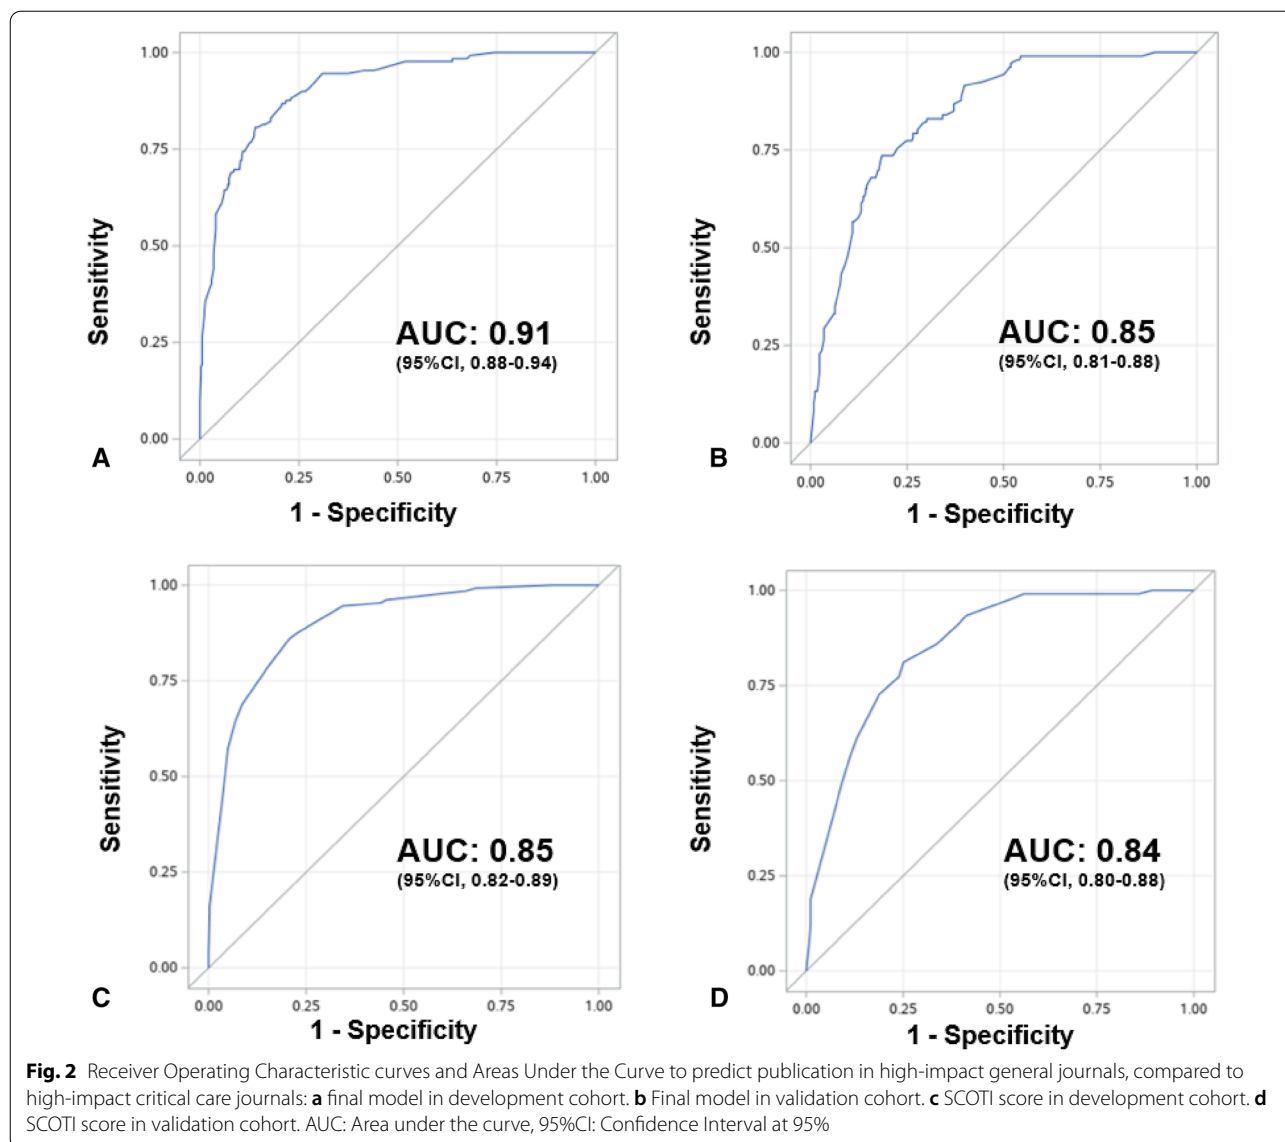 1.00
0.75
0.50
0.25
0.00
Sensitivity
AUC: 0.91
(95%CI, 0.88-0.94)
A
0.00 0.25 0.50 0.75 1.00
1 - Specificity
1.00
0.75
0.50
0.25
0.00
Sensitivity
AUC: 0.85
(95%CI, 0.81-0.88)
B
0.00 0.25 0.50 0.75 1.00
1 - Specificity
1.00
0.75
0.50
0.25
0.00
Sensitivity
AUC: 0.85
(95%CI, 0.82-0.89)
C
0.00 0.25 0.50 0.75 1.00
1 - Specificity
1.00
0.75
0.50
0.25
0.00
Sensitivity
AUC: 0.84
(95%CI, 0.80-0.88)
D
0.00 0.25 0.50 0.75 1.00
1 - Specificity
Fig. 2 Receiver Operating Characteristic curves and Areas Under the Curve to predict publication in high-impact general journals, compared to
high-impact critical care journals: a final model in development cohort. b Final model in validation cohort. c SCOTI score in development cohort. d
SCOTI score in validation cohort. AUC: Area under the curve, 95%CI: Confidence Interval at 95%